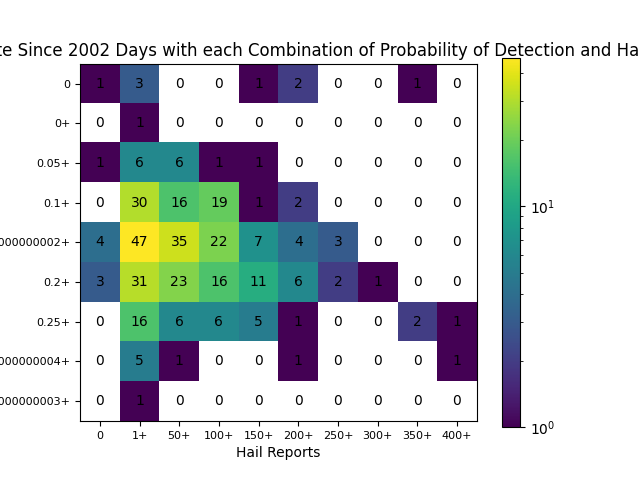 te Since 2002 Days with each Combination of Probability of Detection and Ha
0 1 3 0 0 1 2 0 0 1 0
0+ 0 1 0 0 0 0 0 0 0 0
0.05+ 1 6 6 1 1 0 0 0 0 0
0.1+ 0 30 16 19 1 2 0 0 0 0
000000002+ 4 47 35 22 7 4 3 0 0 0
0.2+ 3 31 23 16 11 6 2 1 0 0
0.25+ 0 16 6 6 5 1 0 0 2 1
000000004+ 0 5 1 0 0 1 0 0 0 1
000000003+ 0 1 0 0 0 0 0 0 0 0
0 1+ 50+ 100+ 150+ 200+ 250+ 300+ 350+ 400+
Hail Reports
10¹
10⁰